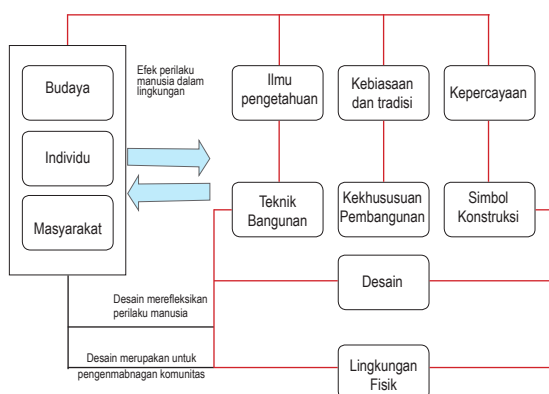 Budaya
Individu
Masyarakat
Efek perilaku
manusia dalam
lingkungan
Ilmu
pengetahuan
Kebiasaan
dan tradisi
Kepercayaan
Teknik
Bangunan
Kekhususuan
Pembangunan
Simbol
Konstruksi
Desain merefleksikan
perilaku manusia
Desain
Desain merupakan untuk
pengenmabnagan komunitas
Lingkungan
Fisik